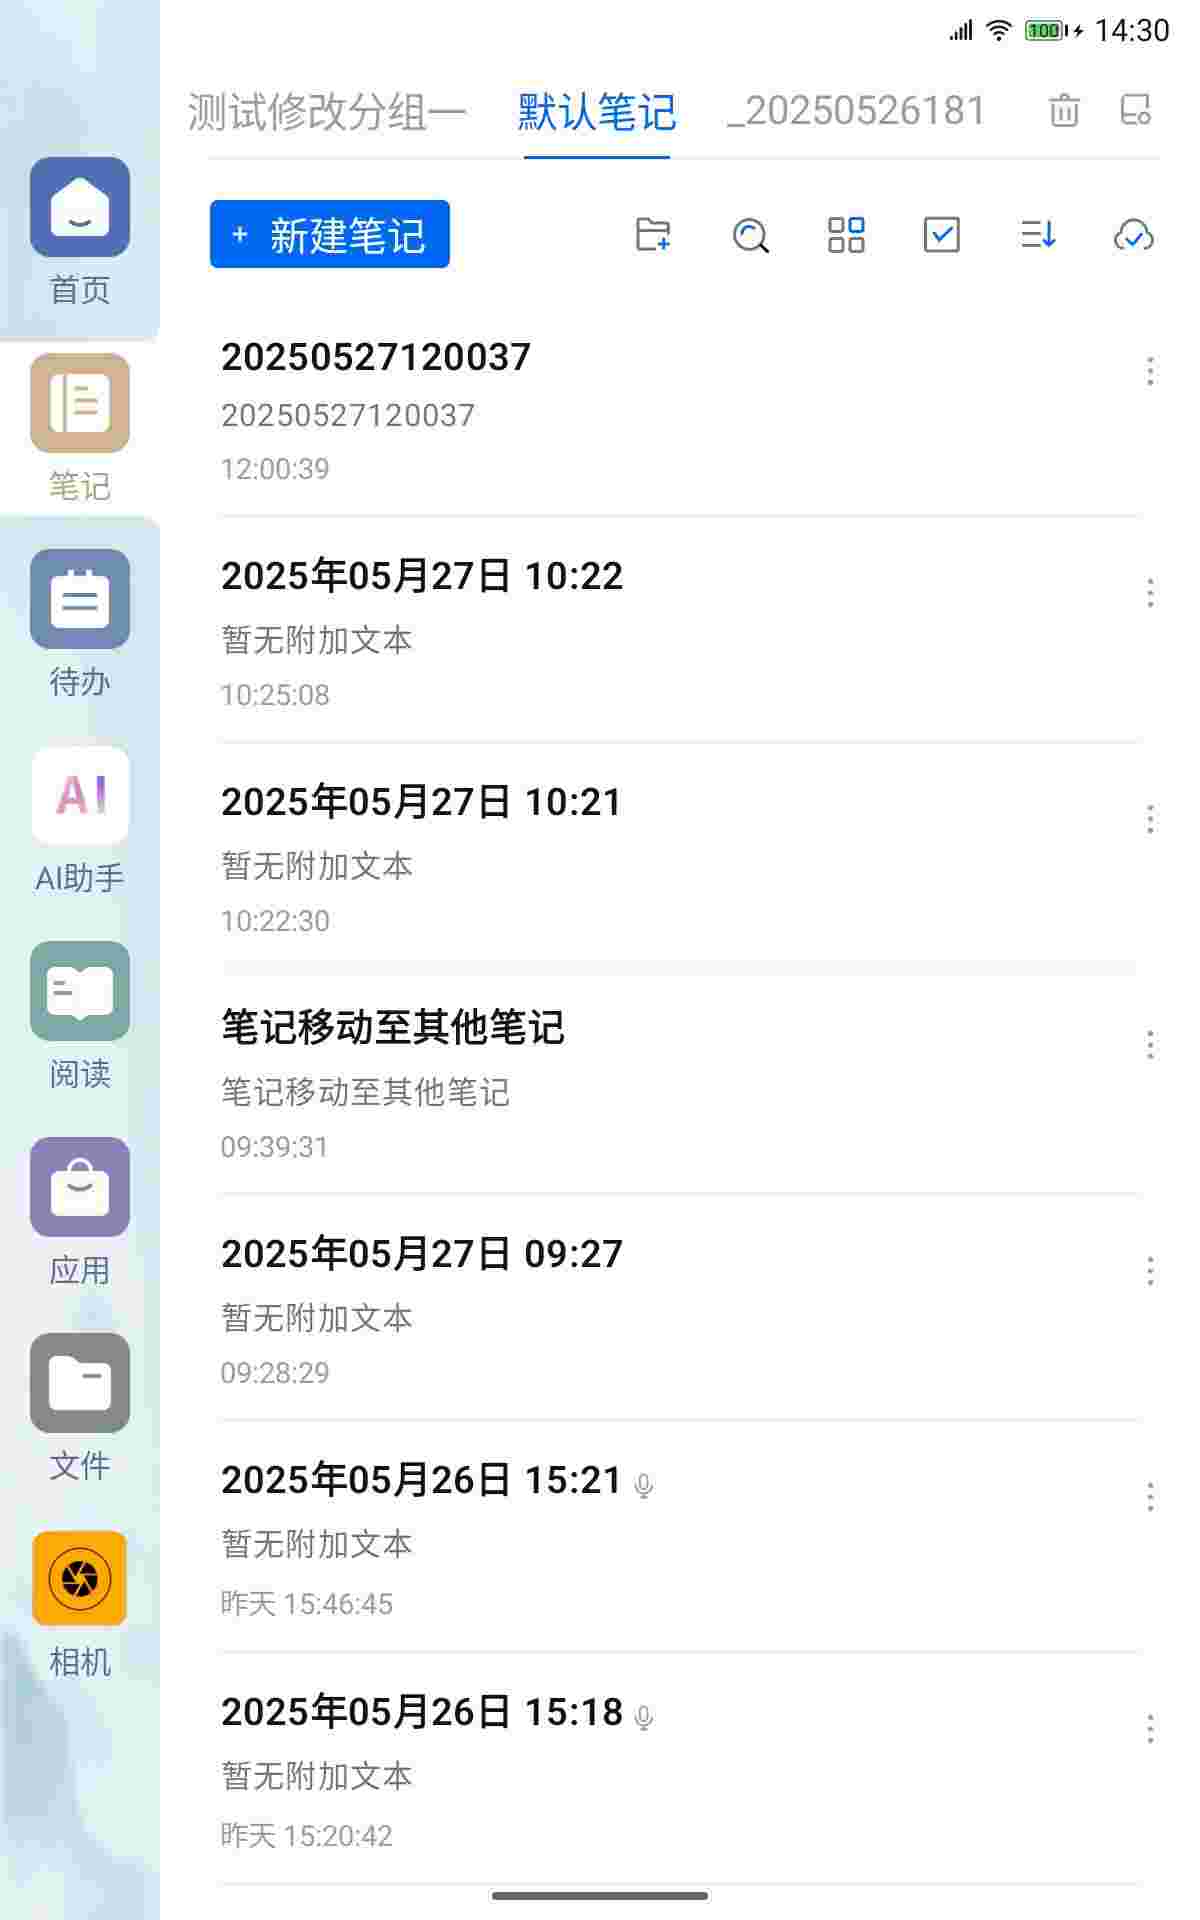 100 14:30
测试修改分组一 默认笔记 _20250526181
+ 新建笔记
首页
笔记
待办
AI
AI助手
阅读
应用
文件
相机
20250527120037
20250527120037
12:00:39
2025年05月27日 10:22
暂无附加文本
10:25:08
2025年05月27日 10:21
暂无附加文本
10:22:30
笔记移动至其他笔记
笔记移动至其他笔记
09:39:31
2025年05月27日 09:27
暂无附加文本
09:28:29
2025年05月26日 15:21
暂无附加文本
昨天 15:46:45
2025年05月26日 15:18
暂无附加文本
昨天 15:20:42